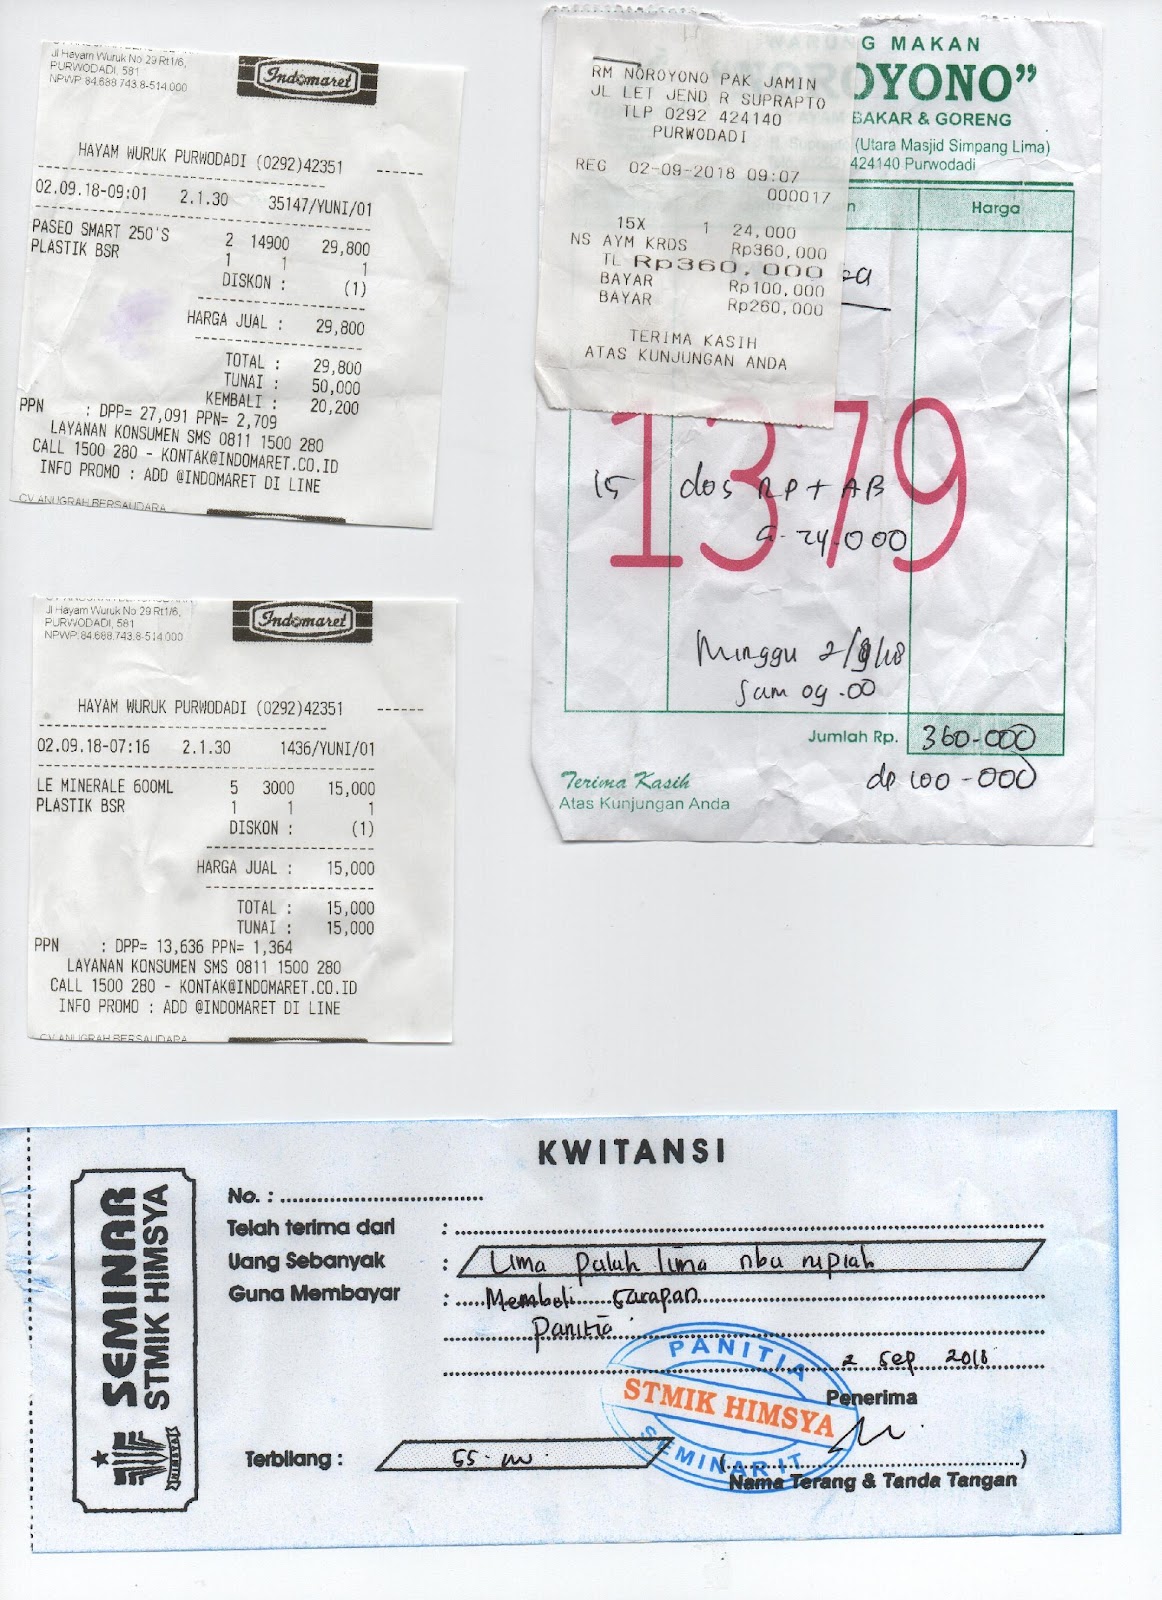 Jl Hayam Wuruk No 29 Rt1/6,
PURWODADI, 581
NPWP: 84.688.743.8-514.000
Indomaret
HAYAM WURUK PURWODADI (0292)42351
02.09.18-09:01 2.1.30 35147/YUNI/01
PASEO SMART 250'S 2 14900 29,800
PLASTIK BSR 1 1 1
DISKON : (1)
HARGA JUAL : 29,800
TOTAL : 29,800
TUNAI : 50,000
KEMBALI : 20,200
PPN : DPP= 27,091 PPN= 2,709
LAYANAN KONSUMEN SMS 0811 1500 280
CALL 1500 280 - KONTAK@INDOMARET.CO.ID
INFO PROMO : ADD @INDOMARET DI LINE
CV ANUGRAH BERSAUDARA
RM NOROYONO PAK JAMIN
JL LET JEND R SUPRAPTO
TLP 0292 424140
PURWODADI
REG 02-09-2018 09:07
000017
15X 1 24,000
NS AYM KRDS Rp360,000
TL Rp360,000
BAYAR Rp100,000
BAYAR Rp260,000
TERIMA KASIH
ATAS KUNJUNGAN ANDA
G MAKAN
OYONO”
BAKAR & GORENG
(Utara Masjid Simpang Lima)
424140 Purwodadi
Harga
1379
15 dos RP + AB
a. 24.000
Minggu 2/9/18
Jam 09.00
Jumlah Rp. 360.000
dp 100.000
Terima Kasih
Atas Kunjungan Anda
Jl Hayam Wuruk No 29 Rt1/6,
PURWODADI, 581
NPWP: 84.688.743.8-514.000
Indomaret
HAYAM WURUK PURWODADI (0292)42351
02.09.18-07:16 2.1.30 1436/YUNI/01
LE MINERALE 600ML 5 3000 15,000
PLASTIK BSR 1 1 1
DISKON : (1)
HARGA JUAL : 15,000
TOTAL : 15,000
TUNAI : 15,000
PPN : DPP= 13,636 PPN= 1,364
LAYANAN KONSUMEN SMS 0811 1500 280
CALL 1500 280 - KONTAK@INDOMARET.CO.ID
INFO PROMO : ADD @INDOMARET DI LINE
CV ANUGRAH BERSAUDARA
SEMINAR
STMIK HIMSYA
KWITANSI
No. :
Telah terima dari :
Uang Sebanyak : Lima puluh lima ribu rupiah
Guna Membayar : Membeli sarapan
Panitia
2 Sep 2018
PANITIA
STMIK HIMSYA
SEMINAR IT
Penerima
Terbilang : 55.
(
)
Nama Terang & Tanda Tangan